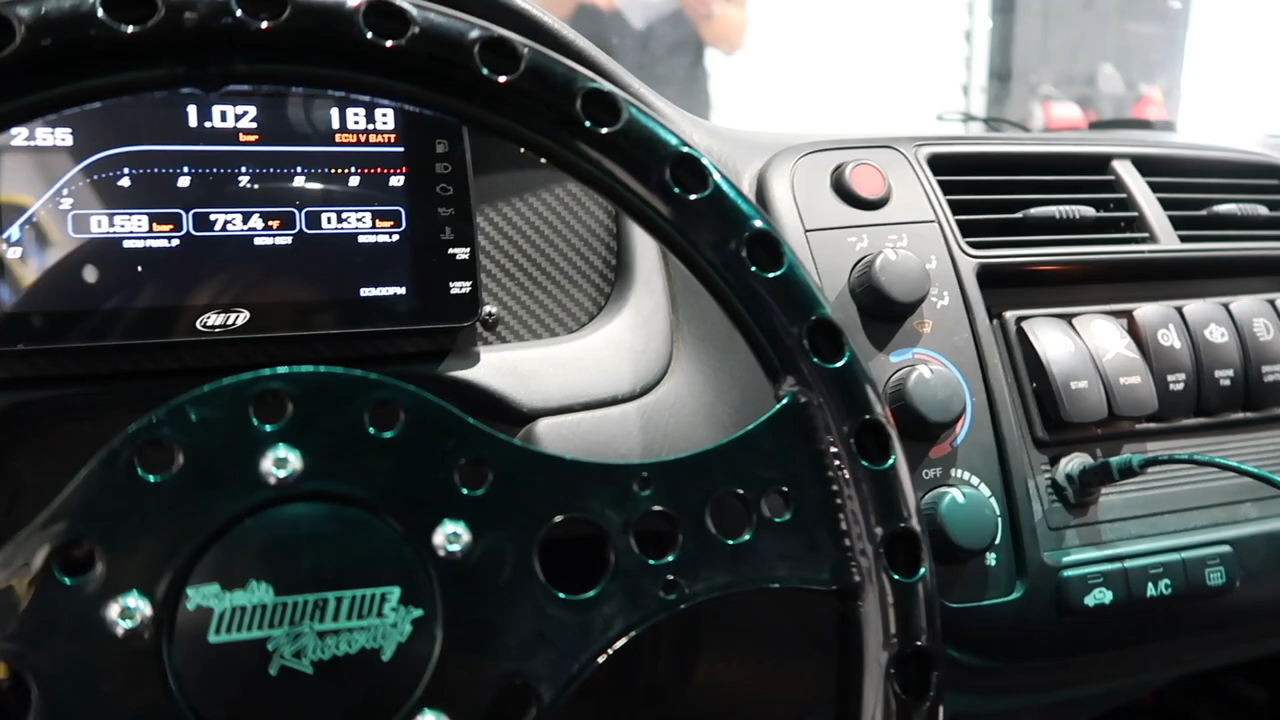 2.55
1.02
bar
16.9
ECU V BATT
0 2 4 6 7 8 9 10
0.58 bar
73.4 °F
0.33 bar
ECU FUEL P
ECU ECT
ECU OIL P
MEM
OK
VIEW
QUIT
03:00PM
AiM
START
POWER
WATER
PUMP
ENGINE
FAN
OFF
A/C
INNOVATIVE
Raceway